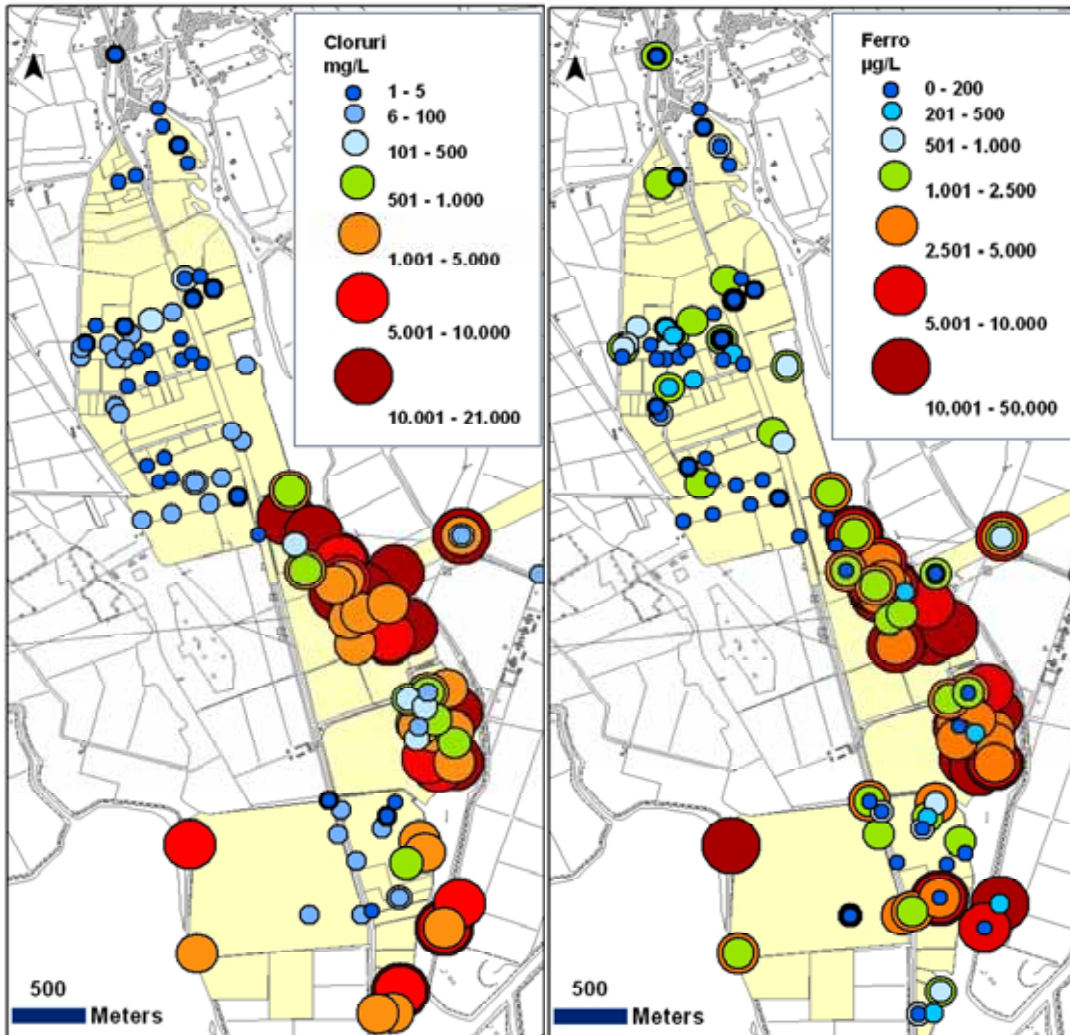 Cloruri
mg/L
1 - 5
6 - 100
101 - 500
501 - 1.000
1.001 - 5.000
5.001 - 10.000
10.001 - 21.000
500
Meters
Ferro
µg/L
0 - 200
201 - 500
501 - 1.000
1.001 - 2.500
2.501 - 5.000
5.001 - 10.000
10.001 - 50.000
500
Meters